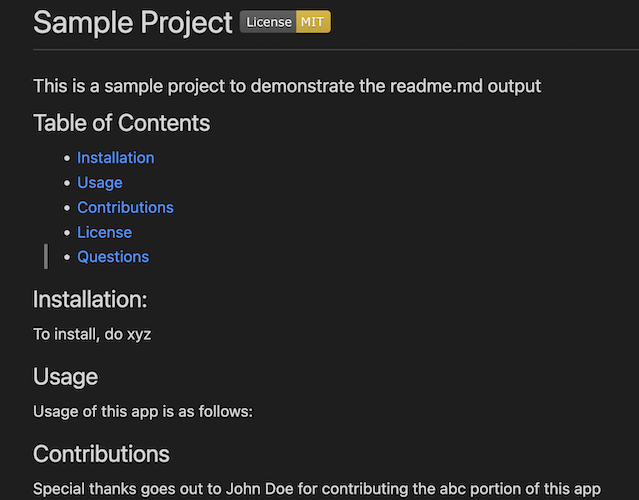 Sample Project License MIT
This is a sample project to demonstrate the readme.md output
Table of Contents
• Installation
• Usage
• Contributions
• License
• Questions
Installation:
To install, do xyz
Usage
Usage of this app is as follows:
Contributions
Special thanks goes out to John Doe for contributing the abc portion of this app